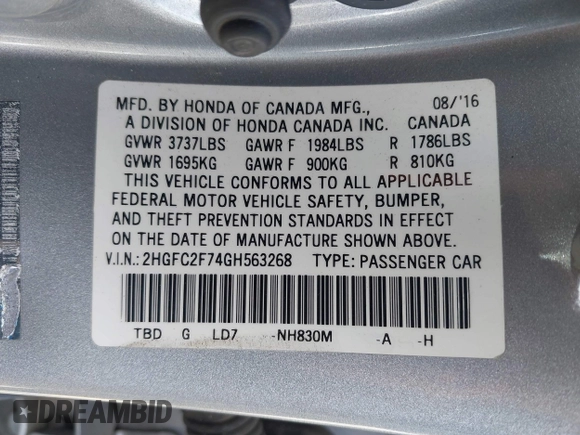 MFD. BY HONDA OF CANADA MFG., 08/'16
A DIVISION OF HONDA CANADA INC. CANADA
GVWR 3737LBS GAWR F 1984LBS R 1786LBS
GVWR 1695KG GAWR F 900KG R 810KG
THIS VEHICLE CONFORMS TO ALL APPLICABLE
FEDERAL MOTOR VEHICLE SAFETY, BUMPER,
AND THEFT PREVENTION STANDARDS IN EFFECT
ON THE DATE OF MANUFACTURE SHOWN ABOVE.
V.I.N.: 2HGFC2F74GH563268 TYPE: PASSENGER CAR
TBD G LD7 -NH830M -A -H
DREAMBID